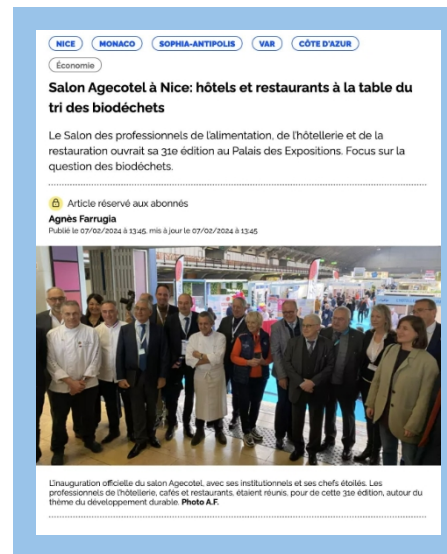 NICE MONACO SOPHIA-ANTIPOLIS VAR CÔTE D'AZUR
Économie
Salon Agecotel à Nice: hôtels et restaurants à la table du
tri des biodéchets
Le Salon des professionnels de l'alimentation, de l'hôtellerie et de la
restauration ouvrait sa 31e édition au Palais des Expositions. Focus sur la
question des biodéchets.
Article réservé aux abonnés
Agnès Farrugia
Publié le 07/02/2024 à 13:45, mis à jour le 07/02/2024 à 13:45
L'inauguration officielle du salon Agecotel, avec ses institutionnels et ses chefs étoilés. Les
professionnels de l'hôtellerie, cafés et restaurants, étaient réunis, pour de cette 31e édition, autour du
thème du développement durable. Photo A.F.